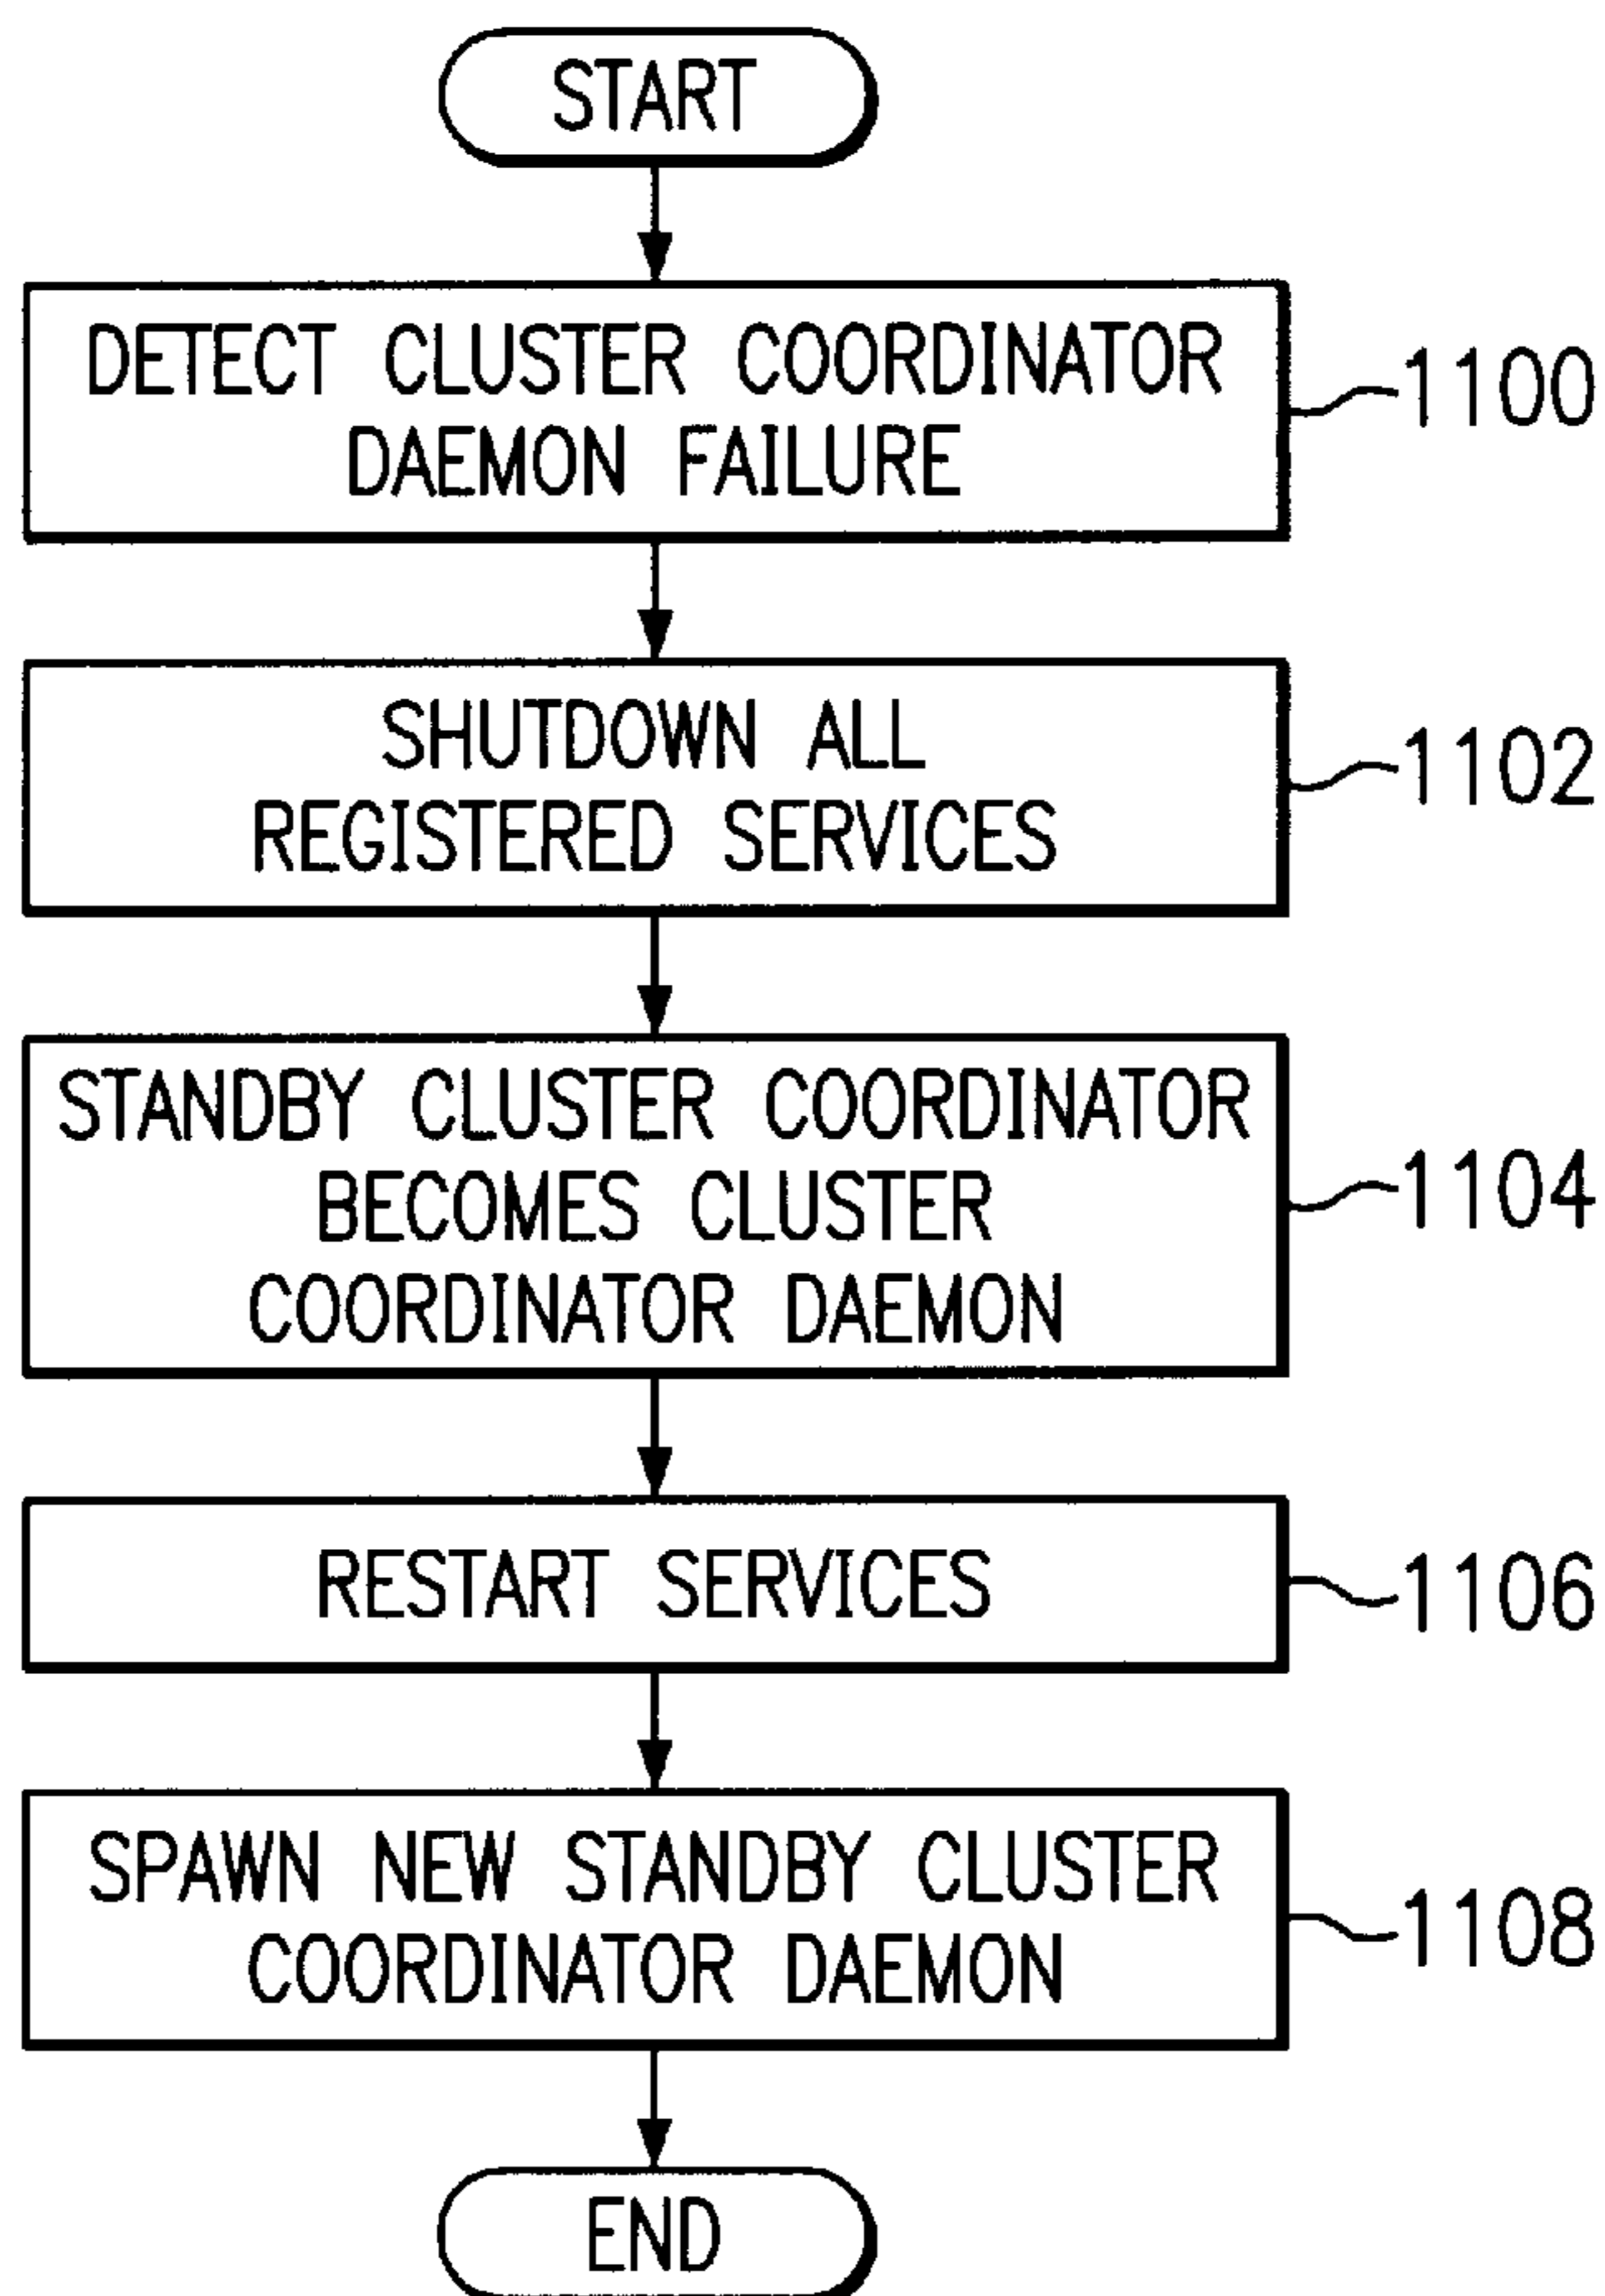 START
DETECT CLUSTER COORDINATOR
DAEMON FAILURE
1100
SHUTDOWN ALL
REGISTERED SERVICES
1102
STANDBY CLUSTER COORDINATOR
BECOMES CLUSTER
COORDINATOR DAEMON
1104
RESTART SERVICES
1106
SPAWN NEW STANDBY CLUSTER
COORDINATOR DAEMON
1108
END